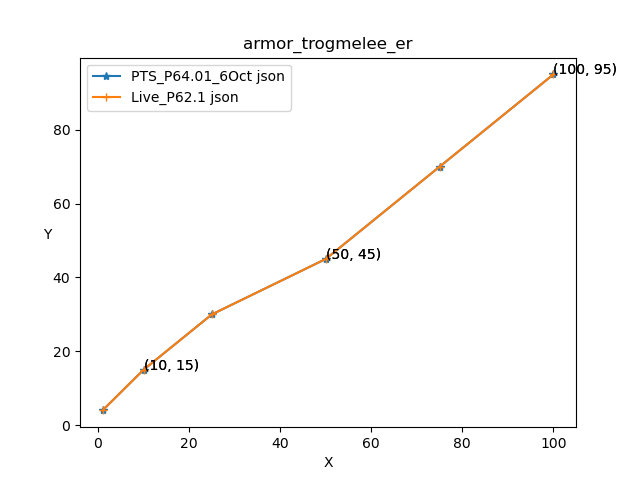 armor_trogmelee_er
PTS_P64.01_6Oct json
Live_P62.1 json
(100, 95)
80
60
Y
(50, 45)
40
(10, 15)
20
0
0 20 40 60 80 100
X